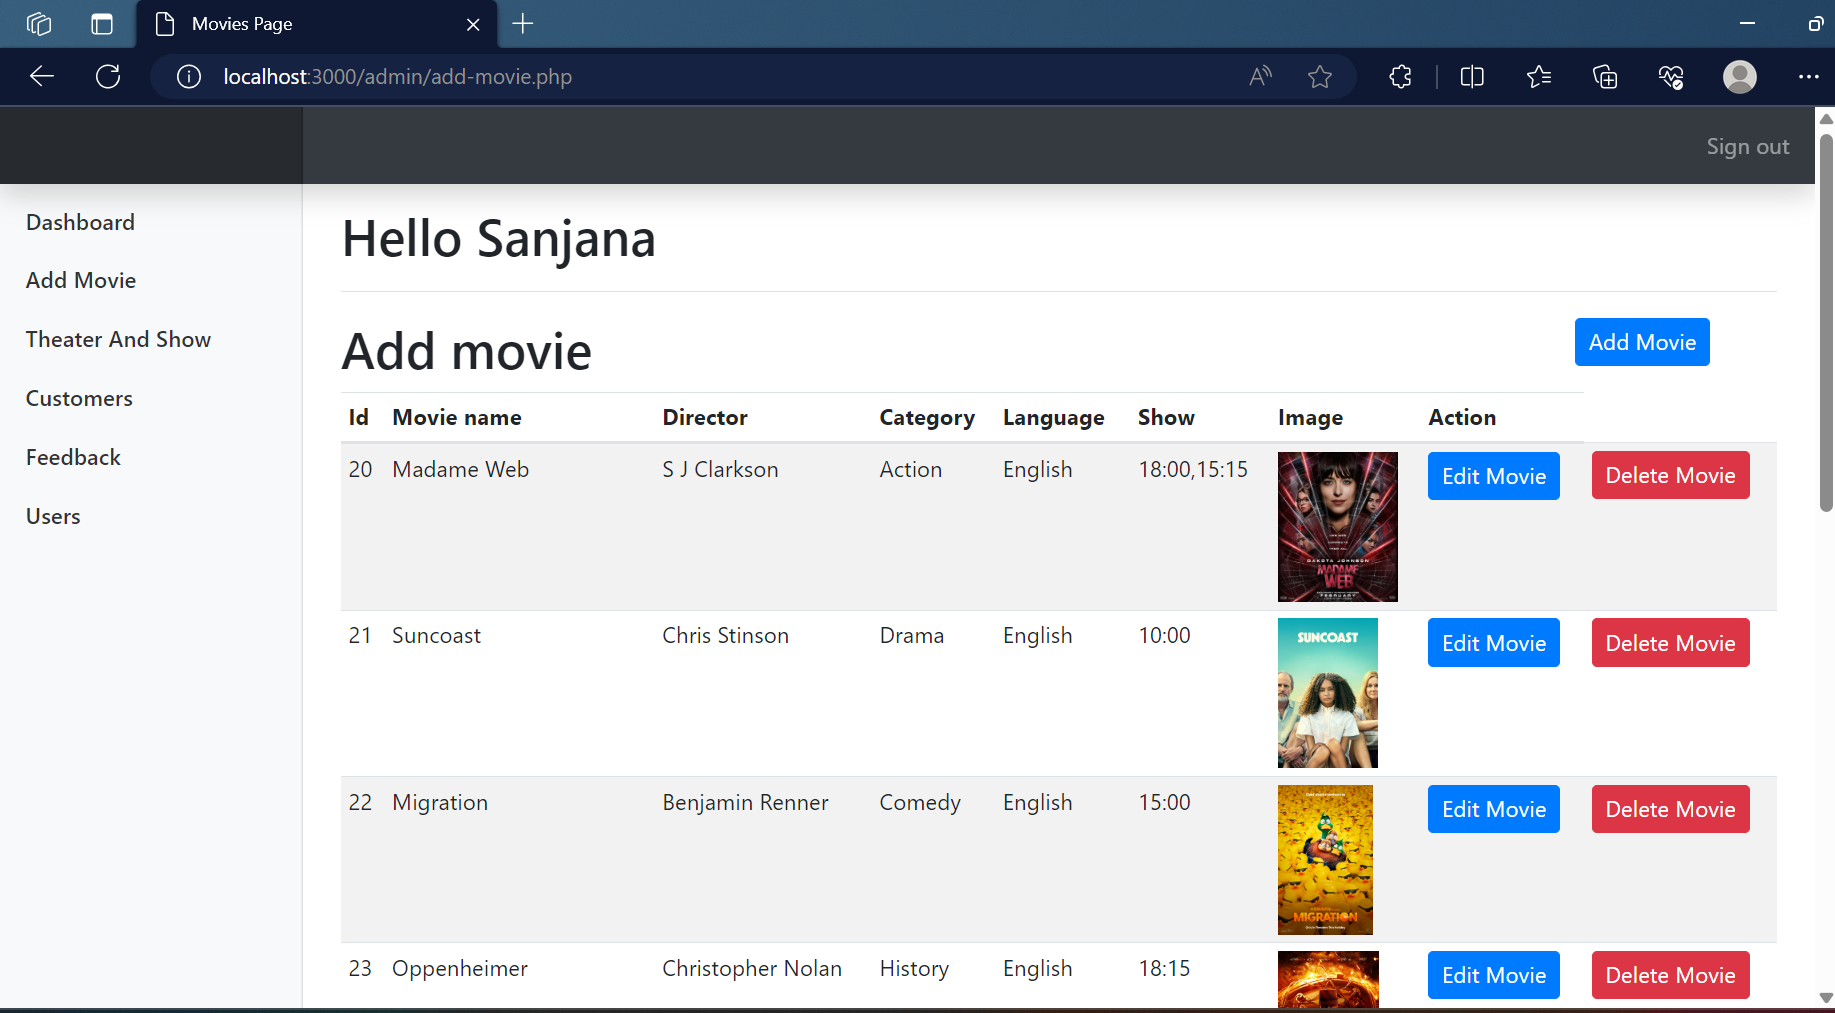 Movies Page
localhost:3000/admin/add-movie.php
Sign out
Dashboard
Add Movie
Theater And Show
Customers
Feedback
Users
Hello Sanjana
Add movie
Add Movie
Id Movie name Director Category Language Show Image Action
20 Madame Web S J Clarkson Action English 18:00,15:15 Edit Movie Delete Movie
DAKOTA JOHNSON
MADAME
WEB
FEBRUARY
21 Suncoast Chris Stinson Drama English 10:00 Edit Movie Delete Movie
SUNCOAST
22 Migration Benjamin Renner Comedy English 15:00 Edit Movie Delete Movie
MIGRATION
23 Oppenheimer Christopher Nolan History English 18:15 Edit Movie Delete Movie